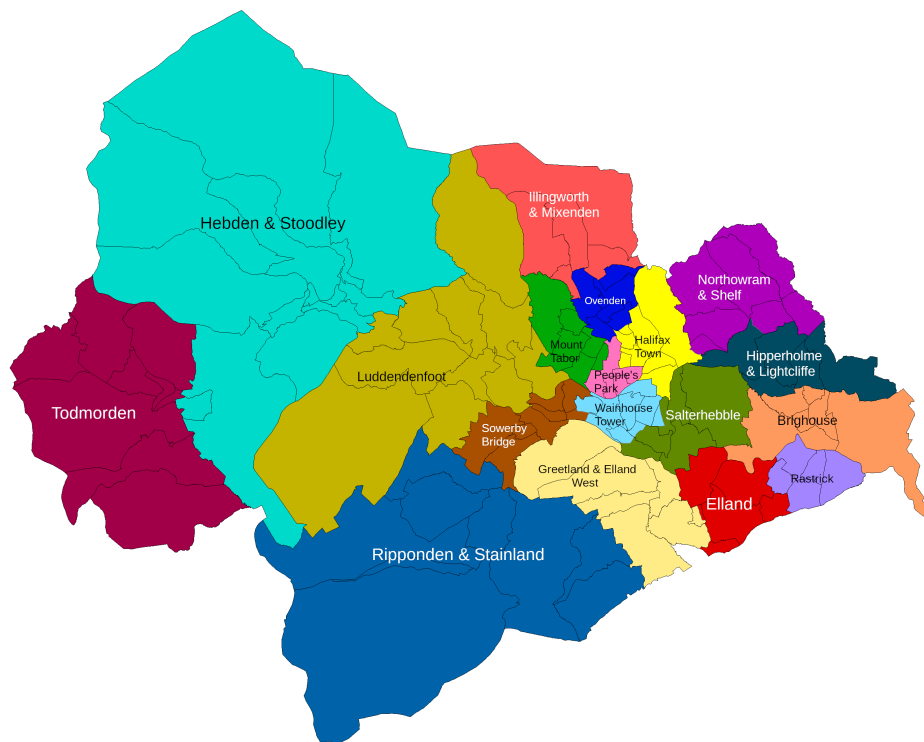 Illingworth
& Mixenden
Hebden & Stoodley
Northowram
& Shelf
Ovenden
Halifax
Town
Mount
Tabor
Hipperholme
& Lightcliffe
People's
Park
Luddendenfoot
Todmorden
Wainhouse
Tower
Salterhebble
Brighouse
Sowerby
Bridge
Greetland & Elland
West
Rastrick
Elland
Ripponden & Stainland